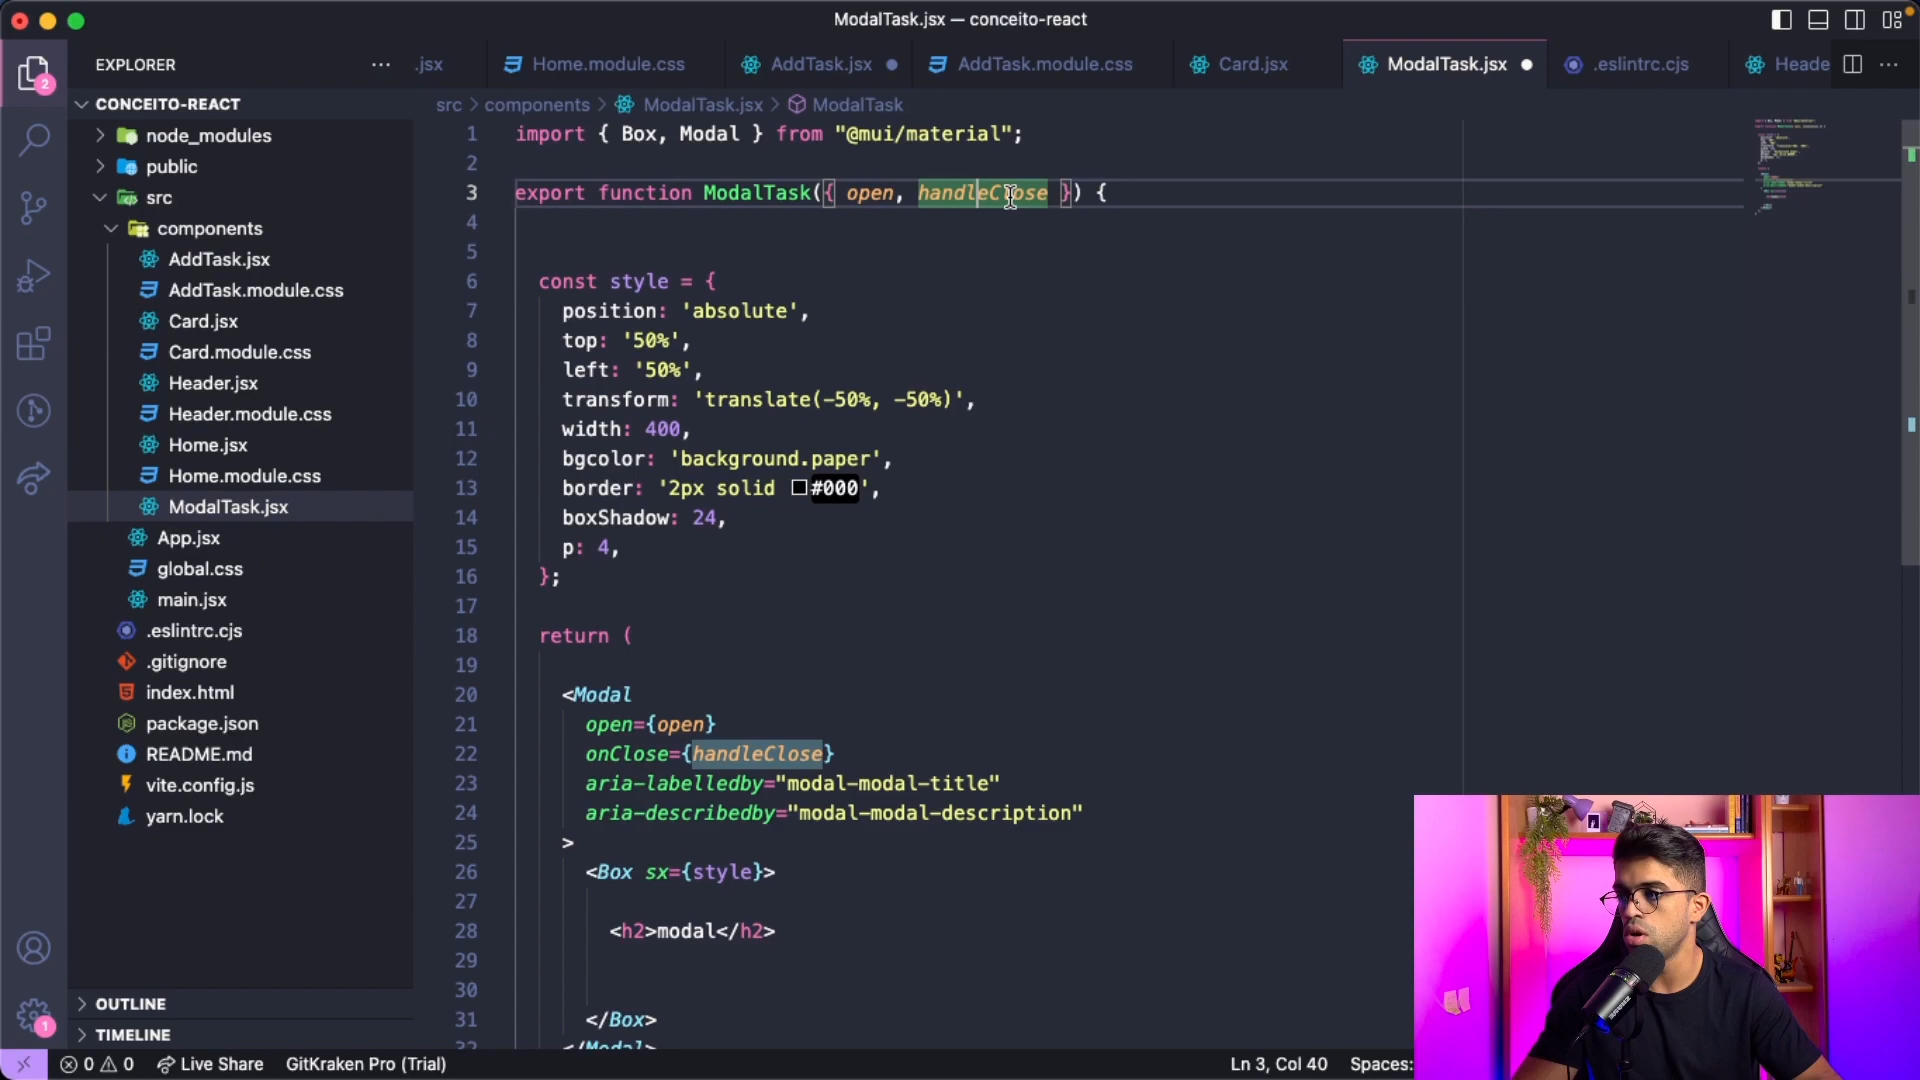 ModalTask.jsx — conceito-react
EXPLORER
.jsx
Home.module.css
AddTask.jsx
AddTask.module.css
Card.jsx
ModalTask.jsx
.eslintrc.cjs
Heade
src > components > ModalTask.jsx > ModalTask
2
CONCEITO-REACT
node_modules
public
src
components
AddTask.jsx
AddTask.module.css
Card.jsx
Card.module.css
Header.jsx
Header.module.css
Home.jsx
Home.module.css
ModalTask.jsx
App.jsx
global.css
main.jsx
.eslintrc.cjs
.gitignore
index.html
package.json
README.md
vite.config.js
yarn.lock
OUTLINE
TIMELINE
1
1 import { Box, Modal } from "@mui/material";
2
3 export function ModalTask({ open, handleClose }) {
4
5
6 const style = {
7 position: 'absolute',
8 top: '50%',
9 left: '50%',
10 transform: 'translate(-50%, -50%)',
11 width: 400,
12 bgcolor: 'background.paper',
13 border: '2px solid #000',
14 boxShadow: 24,
15 p: 4,
16 };
17
18 return (
19
20 <Modal
21 open={open}
22 onClose={handleClose}
23 aria-labelledby="modal-modal-title"
24 aria-describedby="modal-modal-description"
25 >
26 <Box sx={style}>
27
28 <h2>modal</h2>
29
30
31 </Box>
32 </Modal>
0 0 Live Share GitKraken Pro (Trial) Ln 3, Col 40 Spaces: